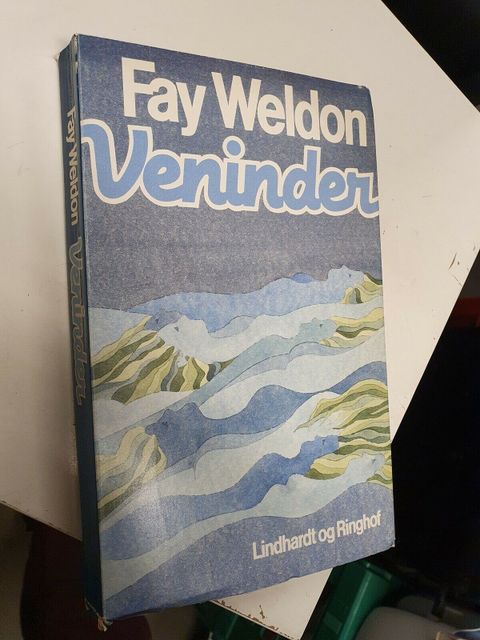 Fay Weldon
Veninder
Lindhardt og Ringhof
Fay Weldon Veninder